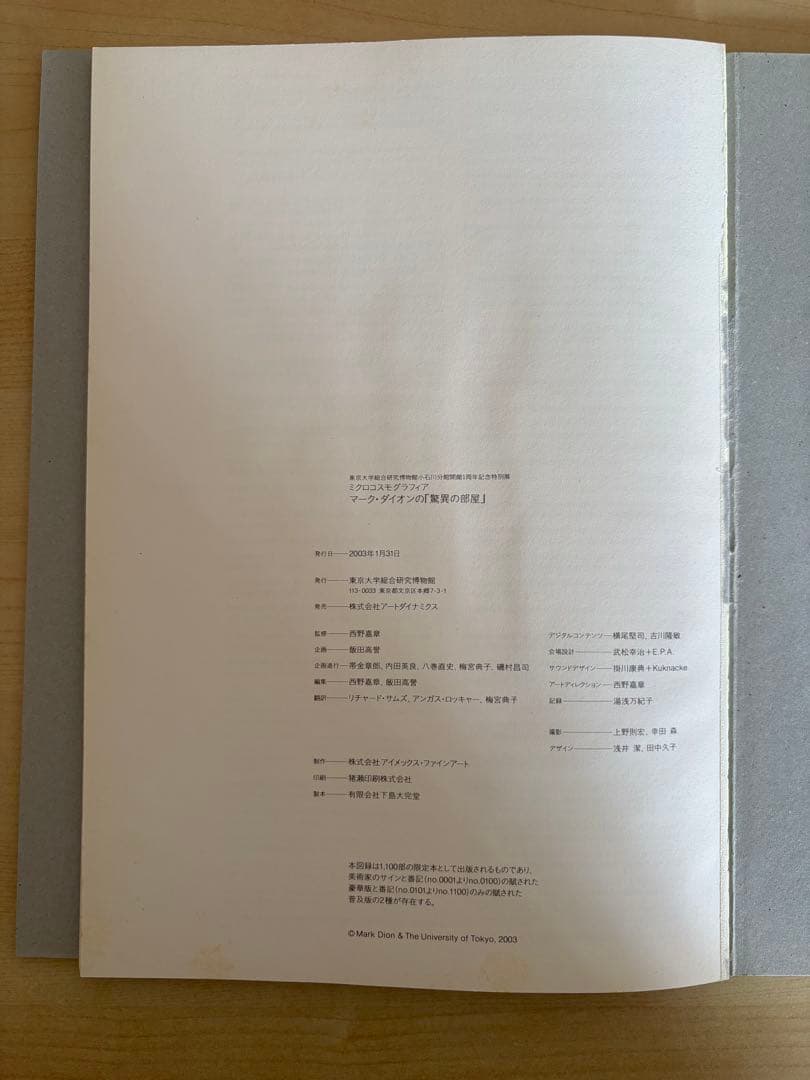 東京大学総合研究博物館小石川分館開館1周年記念特別展
ミクロコスモグラフィア
マーク・ダイオンの「驚異の部屋」
発行日——2003年1月31日
発行——東京大学総合研究博物館
113-0033 東京都文京区本郷7-3-1
発売——株式会社アートダイナミクス
監修——西野嘉章
企画——飯田高誉
企画進行——帯金章郎、内田英良、八巻直史、梅宮典子、磯村昌司
編集——西野嘉章、飯田高誉
翻訳——リチャード・サムズ、アンガス・ロッキャー、梅宮典子
制作——株式会社アイメックス・ファインアート
印刷——猪瀬印刷株式会社
製本——有限会社下島大完堂
デジタルコンテンツ——横尾堅司、吉川隆敏
会場設計——武松幸治+E.P.A.
サウンドデザイン——掛川康典+Kuknacke
アートディレクション——西野嘉章
記録——湯浅万紀子
撮影——上野則宏、幸田 森
デザイン——浅井 潔、田中久子
本図録は1,100部の限定本として出版されるものであり、
美術家のサインと番記(no.0001よりno.0100)の賦された
豪華版と番記(no.0101よりno.1100)のみの賦された
普及版の2種が存在する。
©Mark Dion & The University of Tokyo, 2003